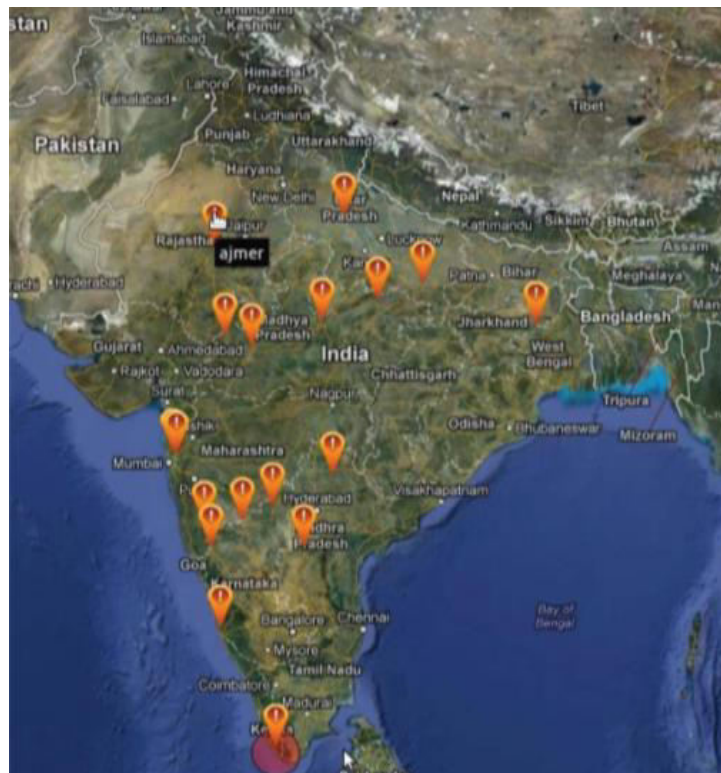 stan
Jammu and
Kashmir
Islamabad
Lahore
Himachal
Pradesh
Faisalabad
Ludhiana
Tibet
Punjab
Uttarakhand
Pakistan
Haryana
New Delhi
Nepal
Pradesh
Kathmandu
Sikkim
Bhutan
Jaipur
Lucknow
Rajastha
Assam
ajmer
Patna
Bihar
Meghalaya
Hyderabad
Jharkhand
Bangladesh
Madhya
Pradesh
Gujarat
Ahmedabad
India
West
Bengal
Rajkot
Vadodara
Chhattisgarh
Surat
Nagpur
Tripura
Odisha
Bhubaneswar
Mizoram
Maharashtra
Mumbai
Hyderabad
Visakhapatnam
Pradesh
Goa
Karnataka
Bay of
Bengal
Bangalore
Chennai
Mysore
Tamil Nadu
Coimbatore
Madurai